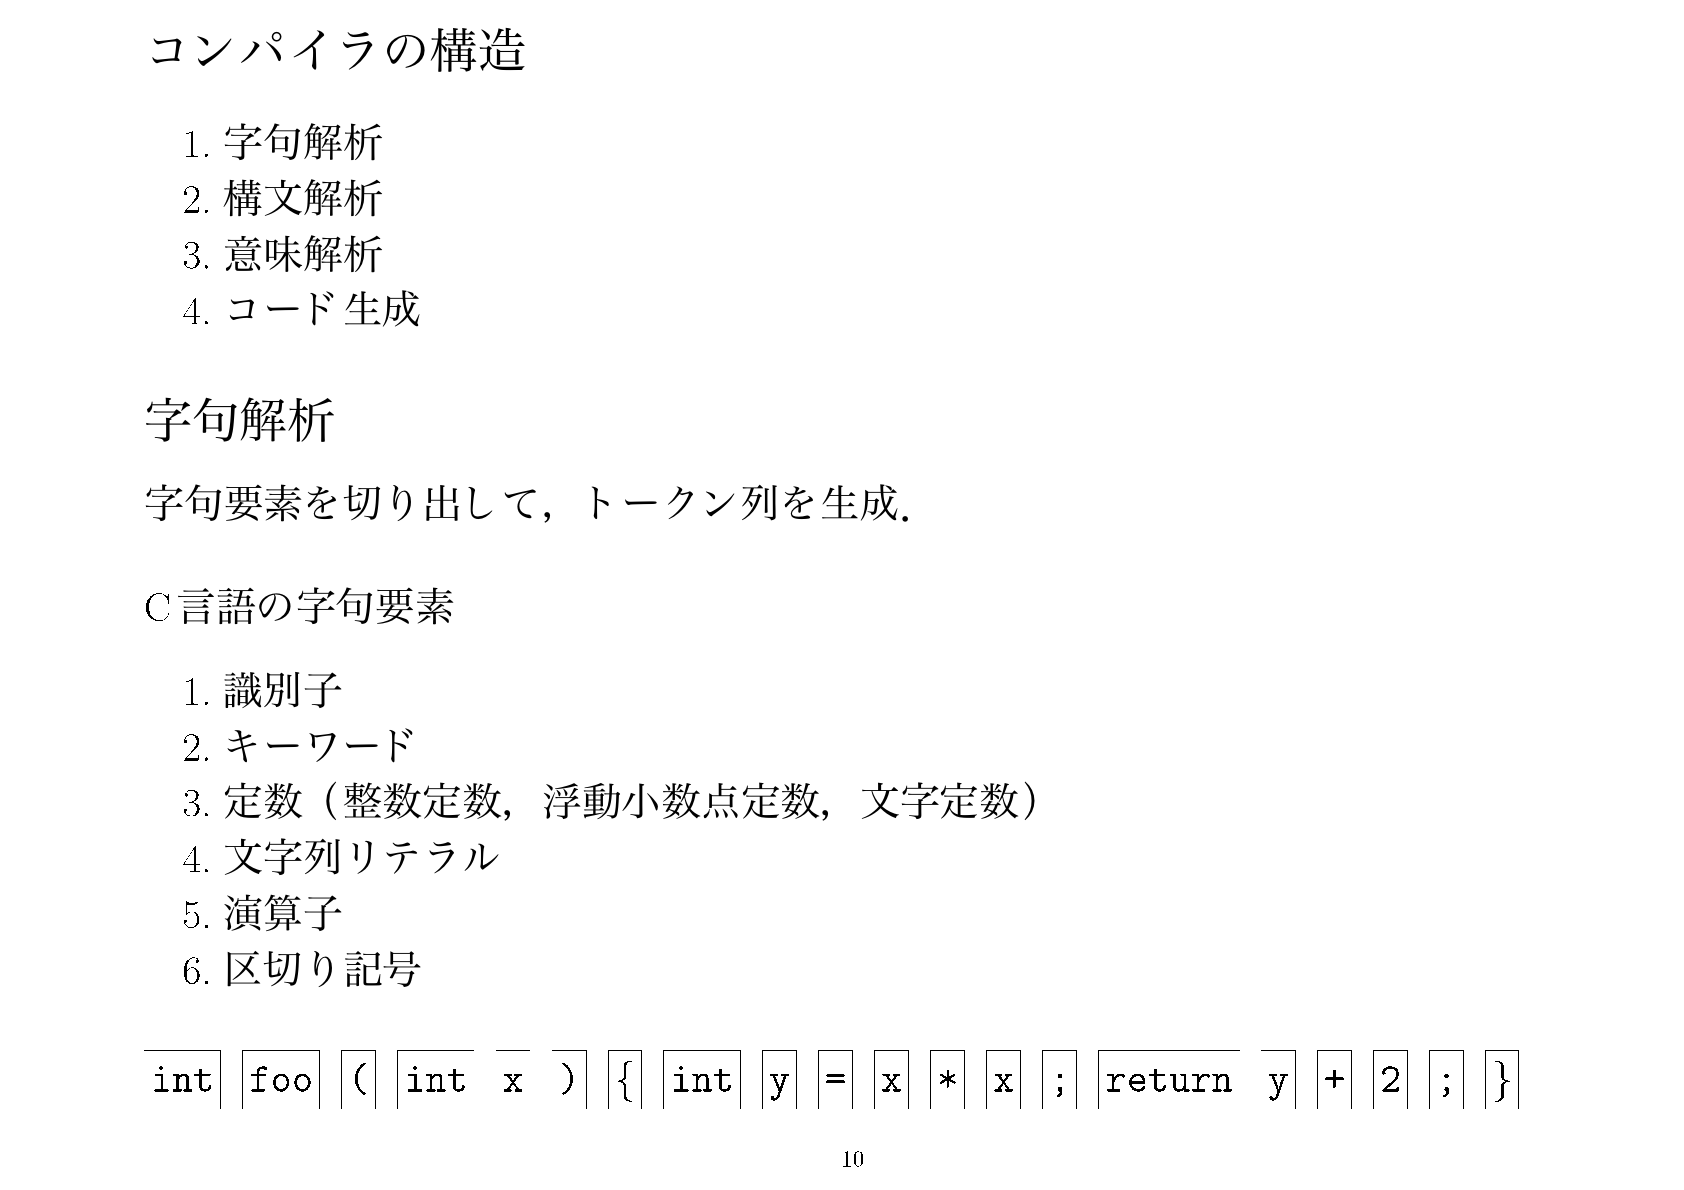 コンパイラの構造
1. 字句解析
2. 構文解析
3. 意味解析
4. コード生成
字句解析
字句要素を切り出して，トークン列を生成．
C言語の字句要素
1. 識別子
2. キーワード
3. 定数（整数定数，浮動小数点定数，文字定数）
4. 文字列リテラル
5. 演算子
6. 区切り記号
int foo ( int x ) { int y = x * x ; return y + 2 ; }
10